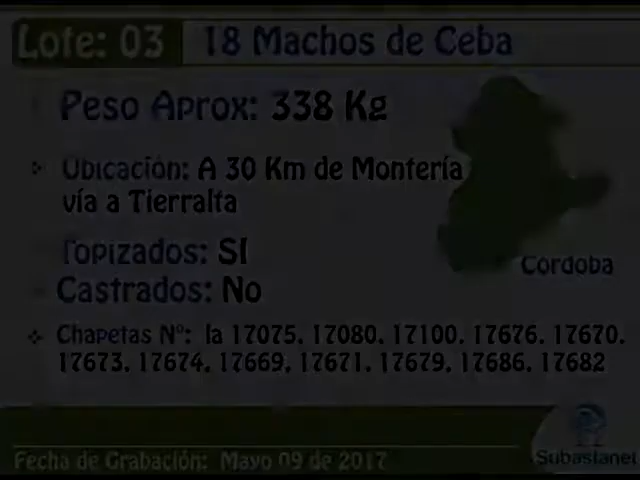 Lote: 03
18 Machos de Ceba
Peso Aprox: 338 Kg
Ubicación: A 30 Km de Montería
vía a Tierralta
Topizados: SI
Castrados: No
Cordoba
Chapetas N°: la 17075, 17080, 17100, 17676, 17670,
17673, 17674, 17669, 17671, 17679, 17686, 17682
Fecha de Grabación: Mayo 09 de 2017
Subastanet